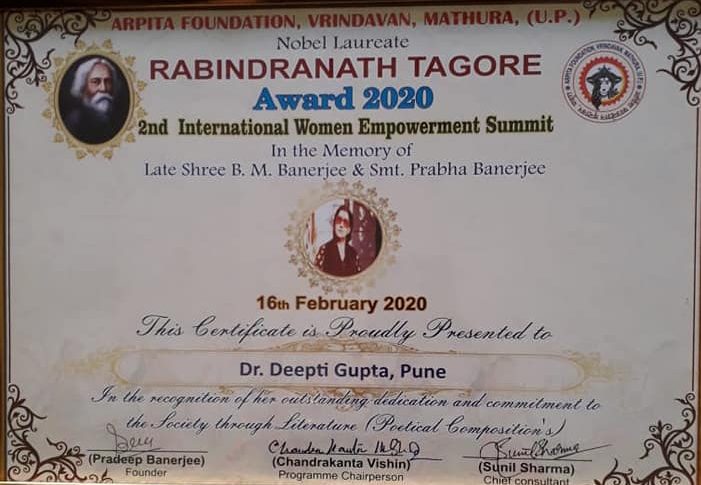 ARPITA FOUNDATION, VRINDAVAN, MATHURA, (U.P.)
Nobel Laureate
RABINDRANATH TAGORE
Award 2020
2nd International Women Empowerment Summit
In the Memory of
Late Shree B. M. Banerjee & Smt. Prabha Banerjee
16th February 2020
This Certificate is Proudly Presented to
Dr. Deepti Gupta, Pune
In the recognition of her outstanding dedication and commitment to
the Society through Literature (Poetical Composition's)
(Pradeep Banerjee)
Founder
(Chandrakanta Vishin)
Programme Chairperson
(Sunil Sharma)
Chief consultant